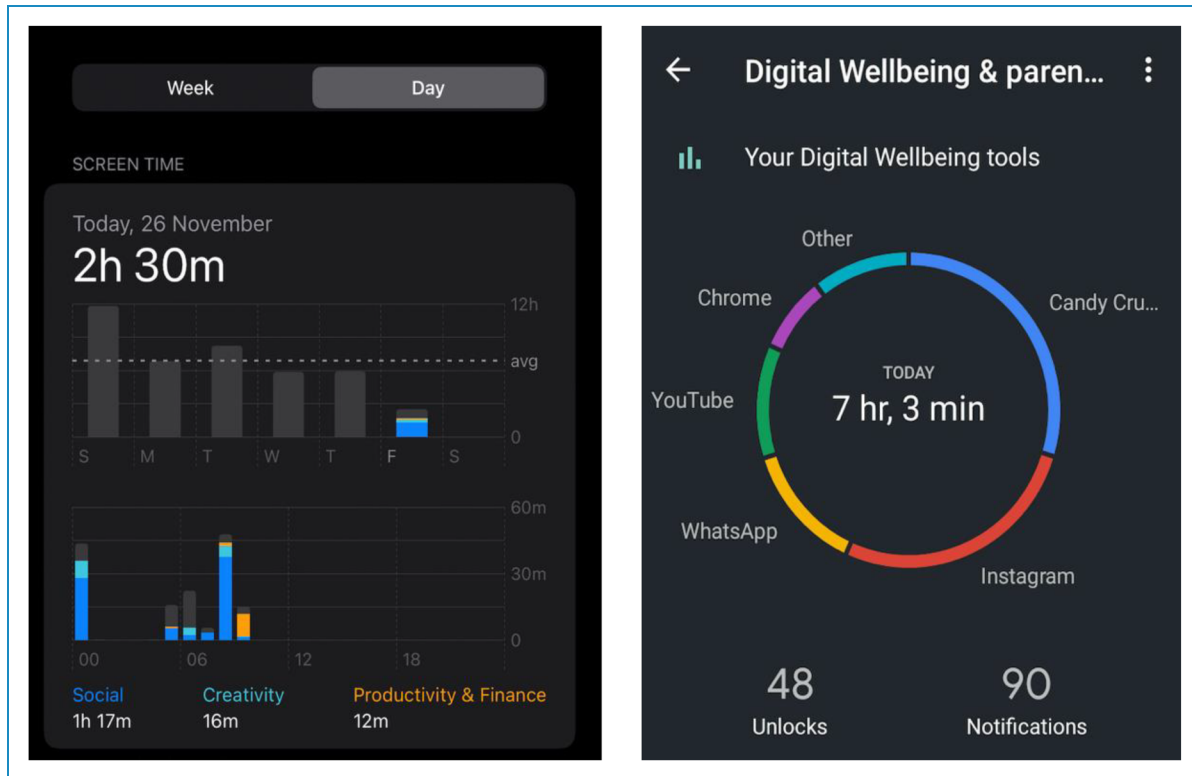 Week Day
SCREEN TIME
Today, 26 November
2h 30m
12h
avg
0
S M T W T F S
60m
30m
0
00 06 12 18
Social Creativity Productivity & Finance
1h 17m 16m 12m
Digital Wellbeing & paren...
Your Digital Wellbeing tools
Other
Chrome
Candy Cru...
YouTube
TODAY
7 hr, 3 min
WhatsApp
Instagram
48 90
Unlocks Notifications